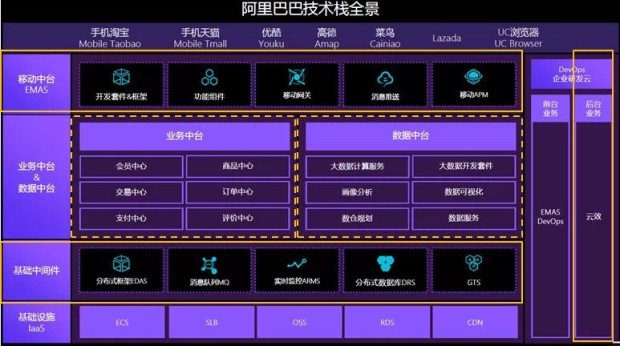 阿里巴巴技术栈全景
手机淘宝 手机天猫 优酷 高德 菜鸟 Lazada UC浏览器
Mobile Taobao Mobile Tmall Youku Amap Cainiao UC Browser
移动中台
EMAS
开发套件&框架 功能组件 移动网关 消息推送 移动APM
业务中台
&
数据中台
业务中台
会员中心 商品中心
交易中心 订单中心
支付中心 评价中心
数据中台
大数据计算服务 大数据开发套件
画像分析 数据可视化
数仓规划 数据服务
基础中间件
分布式框架EDAS 消息队列MQ 实时监控ARMS 分布式数据库DRS GTS
基础设施
IaaS
ECS SLB OSS RDS CDN
DevOps
企业研发云
前台
业务
EMAS
DevOps
后台
业务
云效